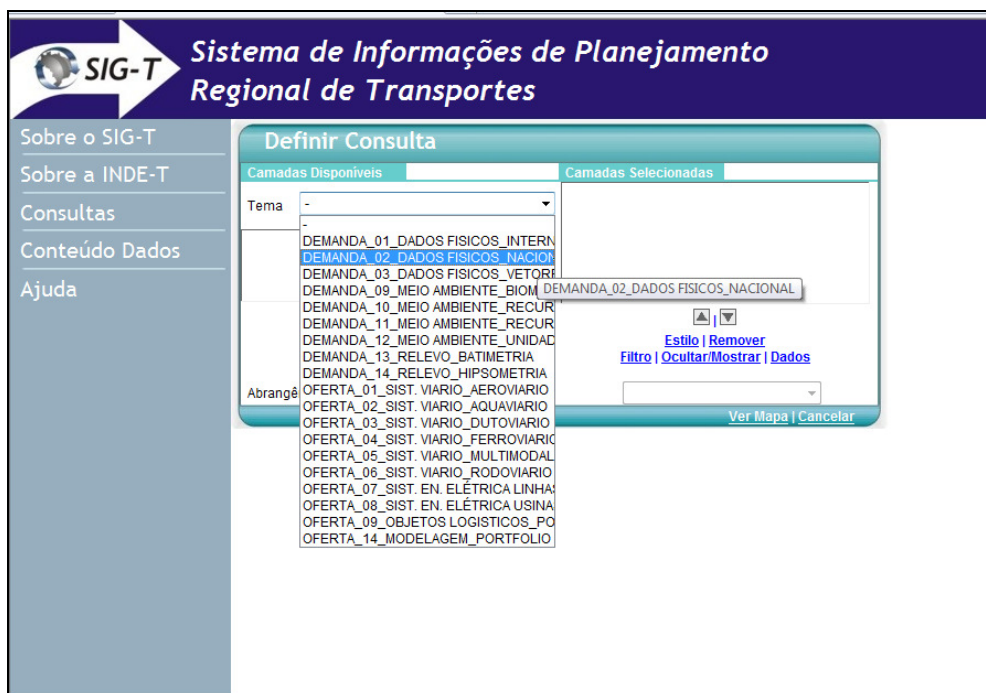 SIG-T
Sistema de Informações de Planejamento
Regional de Transportes
Sobre o SIG-T
Sobre a INDE-T
Consultas
Conteúdo Dados
Ajuda
Definir Consulta
Camadas Disponíveis
Camadas Selecionadas
Tema
-
-
DEMANDA_01_DADOS FISICOS_INTERN
DEMANDA_02_DADOS FISICOS_NACION
DEMANDA_03_DADOS FISICOS_VETORE
DEMANDA_09_MEIO AMBIENTE_BIOM
DEMANDA_02_DADOS FISICOS_NACIONAL
DEMANDA_10_MEIO AMBIENTE_RECUR
DEMANDA_11_MEIO AMBIENTE_RECUR
DEMANDA_12_MEIO AMBIENTE_UNIDAD
DEMANDA_13_RELEVO_BATIMETRIA
DEMANDA_14_RELEVO_HIPSOMETRIA
OFERTA_01_SIST. VIARIO_AEROVIARIO
OFERTA_02_SIST. VIARIO_AQUAVIARIO
OFERTA_03_SIST. VIARIO_DUTOVIARIO
OFERTA_04_SIST. VIARIO_FERROVIARIO
OFERTA_05_SIST. VIARIO_MULTIMODAL
OFERTA_06_SIST. VIARIO_RODOVIARIO
OFERTA_07_SIST. EN. ELÉTRICA LINHAS
OFERTA_08_SIST. EN. ELÉTRICA USINA
OFERTA_09_OBJETOS LOGISTICOS_PO
OFERTA_14_MODELAGEM_PORTFOLIO
Abrangê
|
Estilo | Remover
Filtro | Ocultar/Mostrar | Dados
Ver Mapa | Cancelar